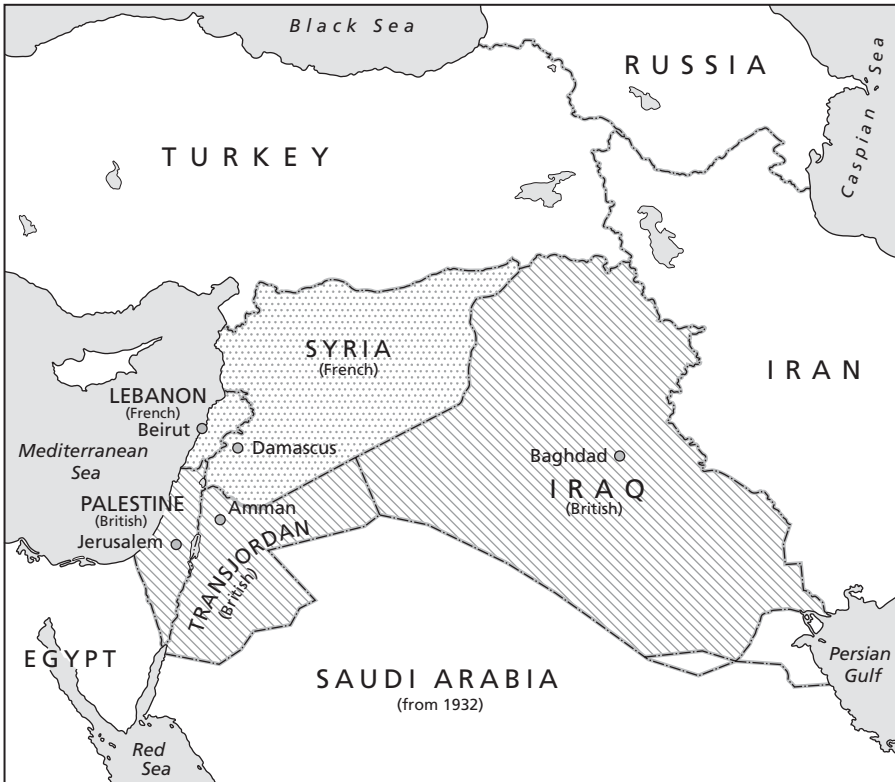 Black Sea
RUSSIA
Caspian Sea
TURKEY
SYRIA
(French)
IRAN
LEBANON
(French)
Beirut
Mediterranean
Sea
Damascus
Baghdad
IRAQ
(British)
PALESTINE
(British)
Amman
Jerusalem
TRANSJORDAN
(British)
EGYPT
SAUDI ARABIA
(from 1932)
Persian
Gulf
Red
Sea